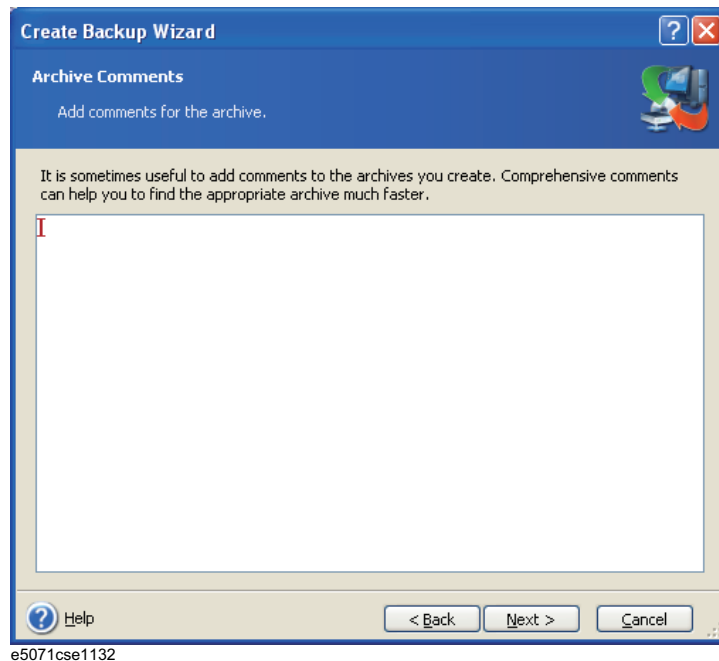 Create Backup Wizard
Archive Comments
Add comments for the archive.
It is sometimes useful to add comments to the archives you create. Comprehensive comments
can help you to find the appropriate archive much faster.
Help
< Back
Next >
Cancel
e5071cse1132